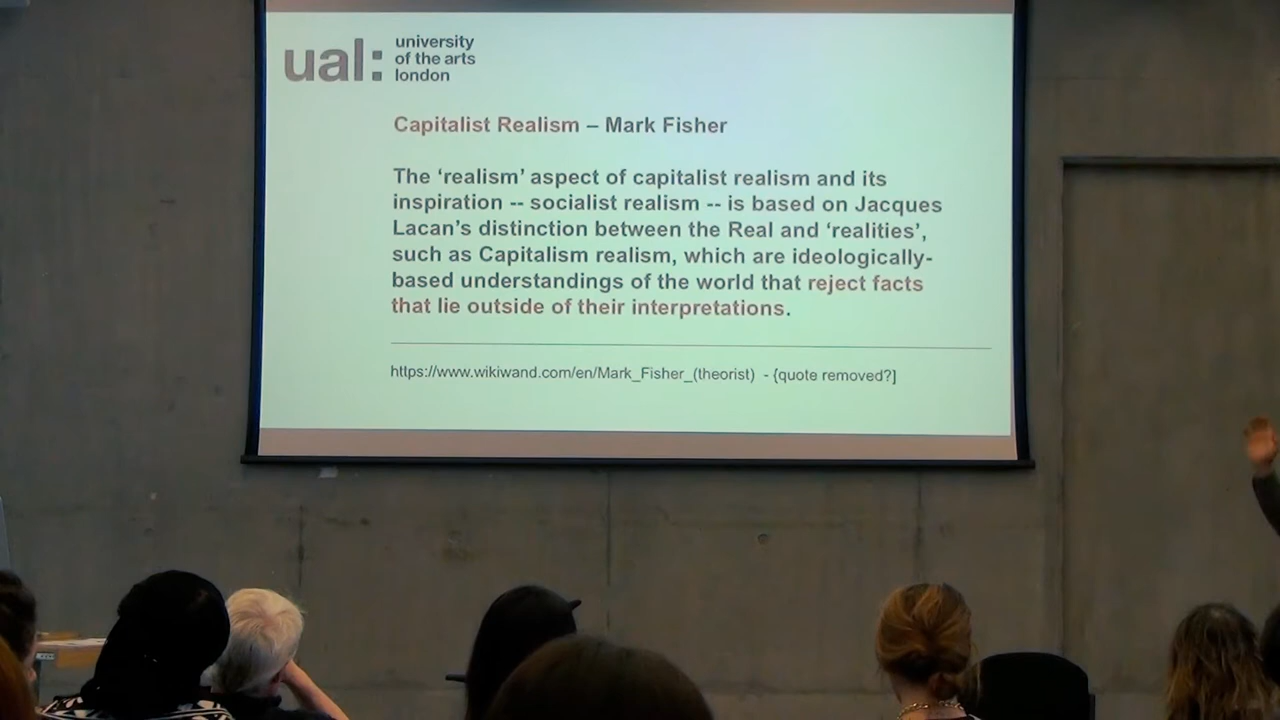 ual:
university
of the arts
london
Capitalist Realism – Mark Fisher
The ‘realism’ aspect of capitalist realism and its
inspiration -- socialist realism -- is based on Jacques
Lacan’s distinction between the Real and ‘realities’,
such as Capitalism realism, which are ideologically-
based understandings of the world that reject facts
that lie outside of their interpretations.
https://www.wikiwand.com/en/Mark_Fisher_(theorist) - {quote removed?]